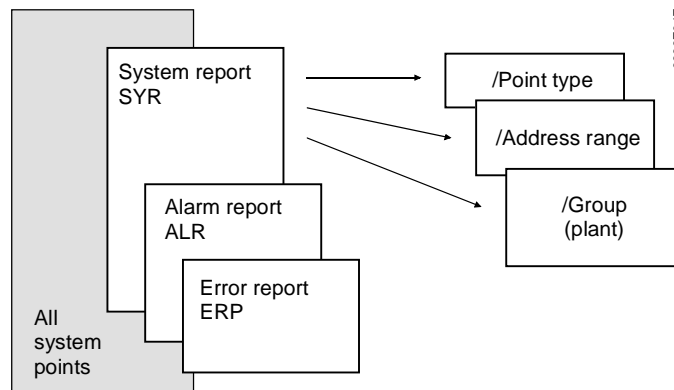 System report
SYR
/Point type
/Address range
/Group
(plant)
Alarm report
ALR
Error report
ERP
All
system
points